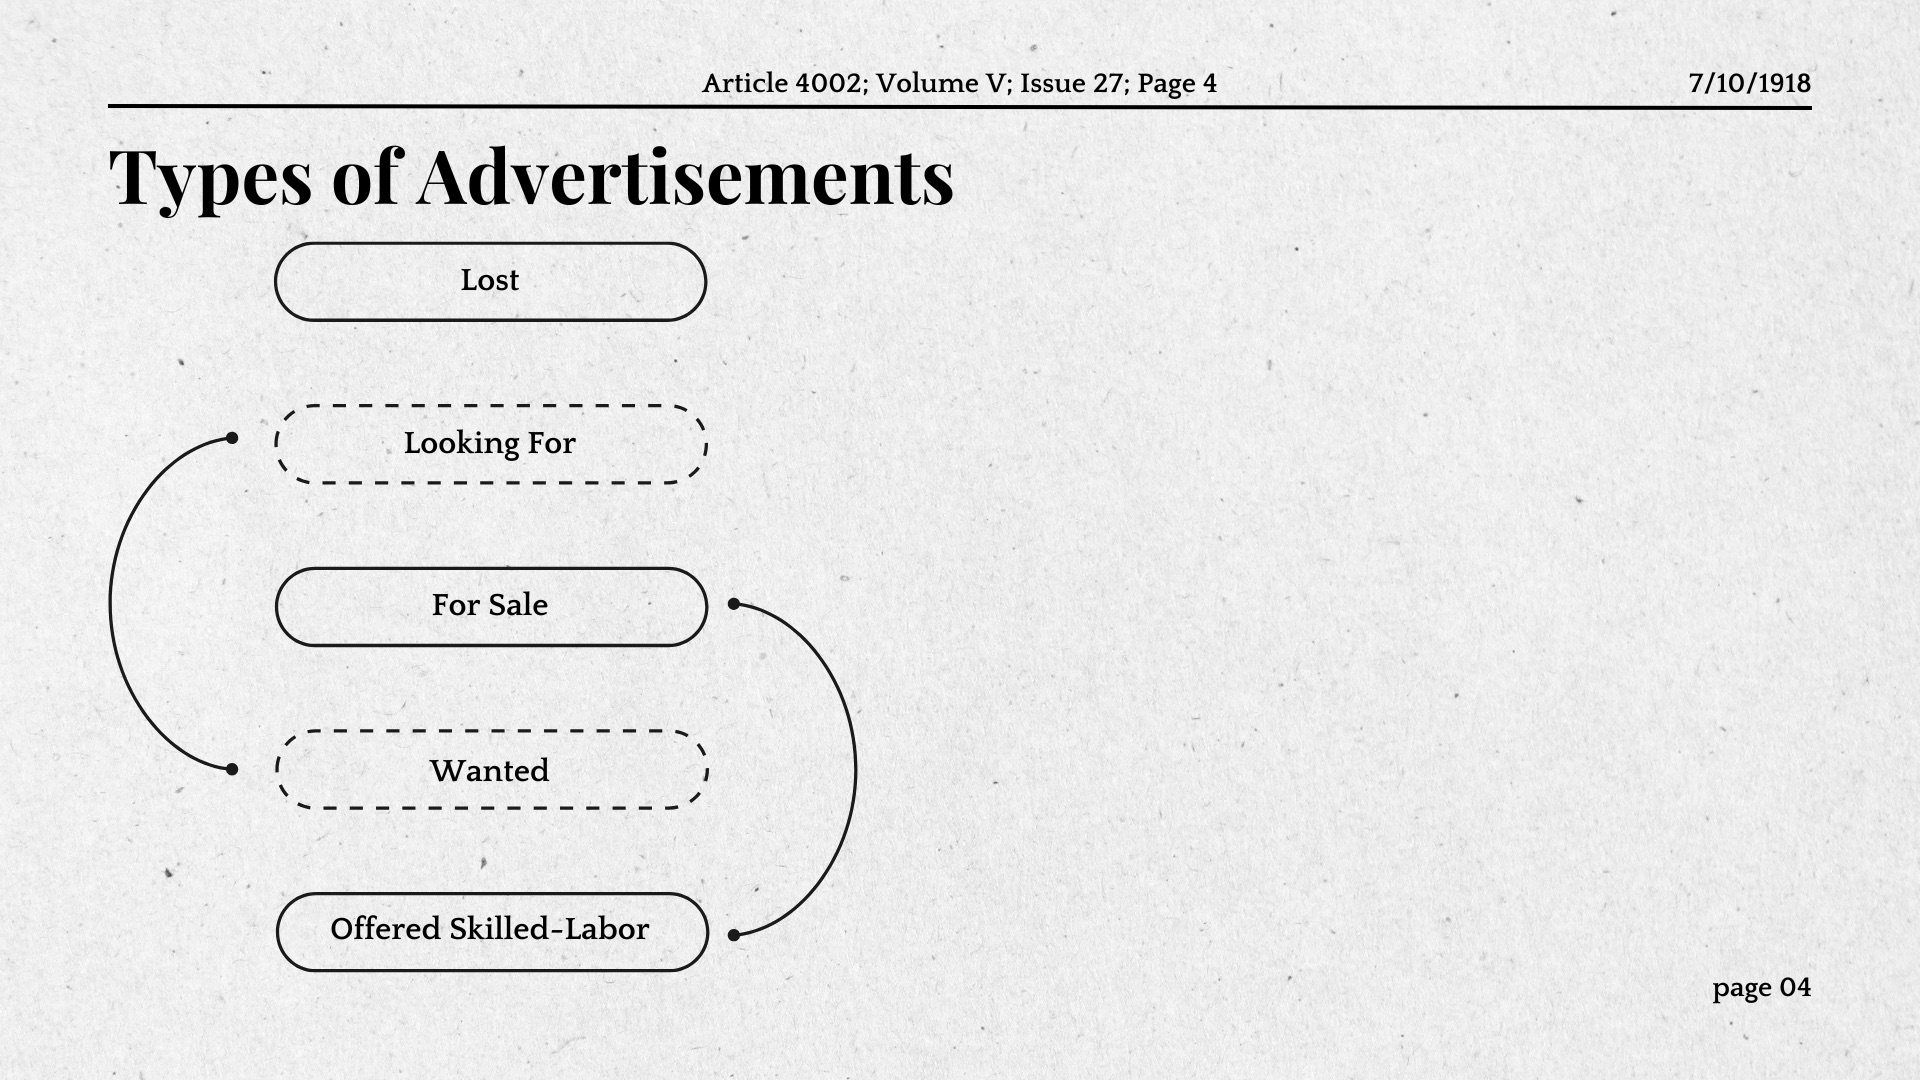 Article 4002; Volume V; Issue 27; Page 4
7/10/1918
Types of Advertisements
Lost
Looking For
For Sale
Wanted
Offered Skilled-Labor
page 04